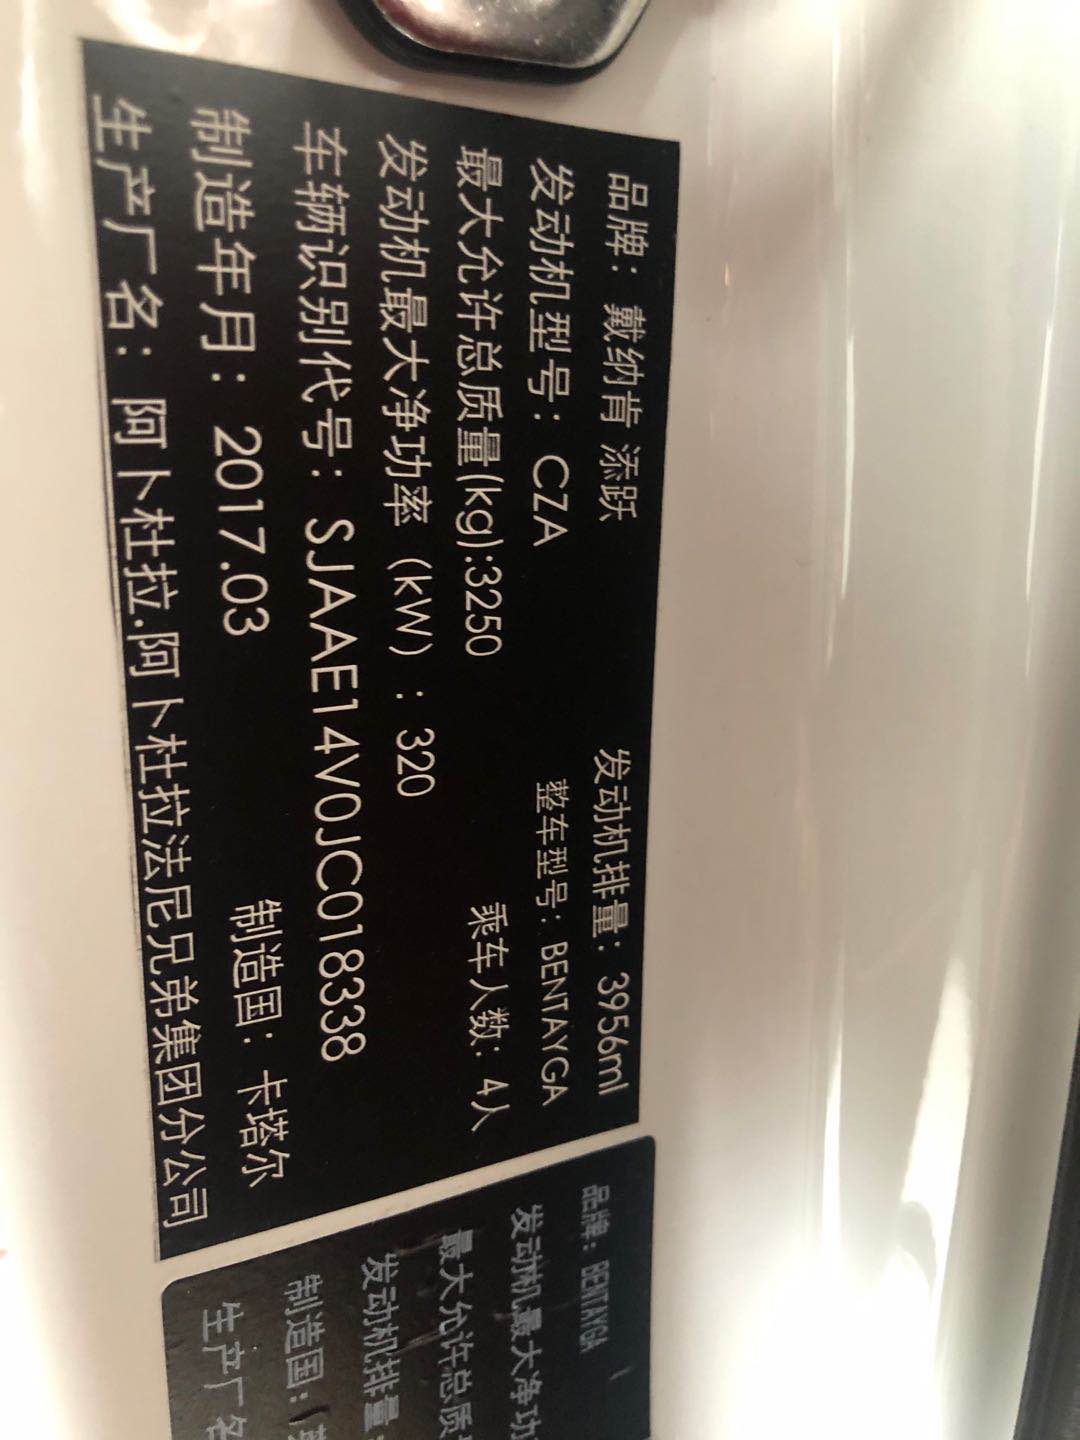 品牌：戴纳肯 添跃 发动机排量：3956ml
发动机型号：CZA 整车型号：BENTAYGA
最大允许总质量(kg):3250 乘车人数：4人
发动机最大净功率（kW）：320
车辆识别代号：SJAAE14V0JC018338
制造年月：2017.03 制造国：卡塔尔
生产厂名：阿卜杜拉.阿卜杜拉法尼兄弟集团分公司
品牌：BENTAYGA
发动机最大净功
最大允许总质
发动机排量
制造国：
生产厂名